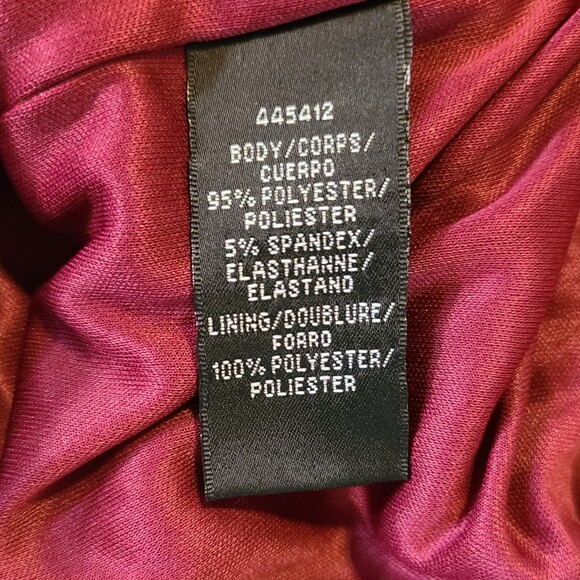 445412
BODY/CORPS/
CUERPO
95% POLYESTER/
POLIESTER
5% SPANDEX/
ELASTHANNE/
ELASTANO
LINING/DOUBLURE/
FORRO
100% POLYESTER/
POLIESTER